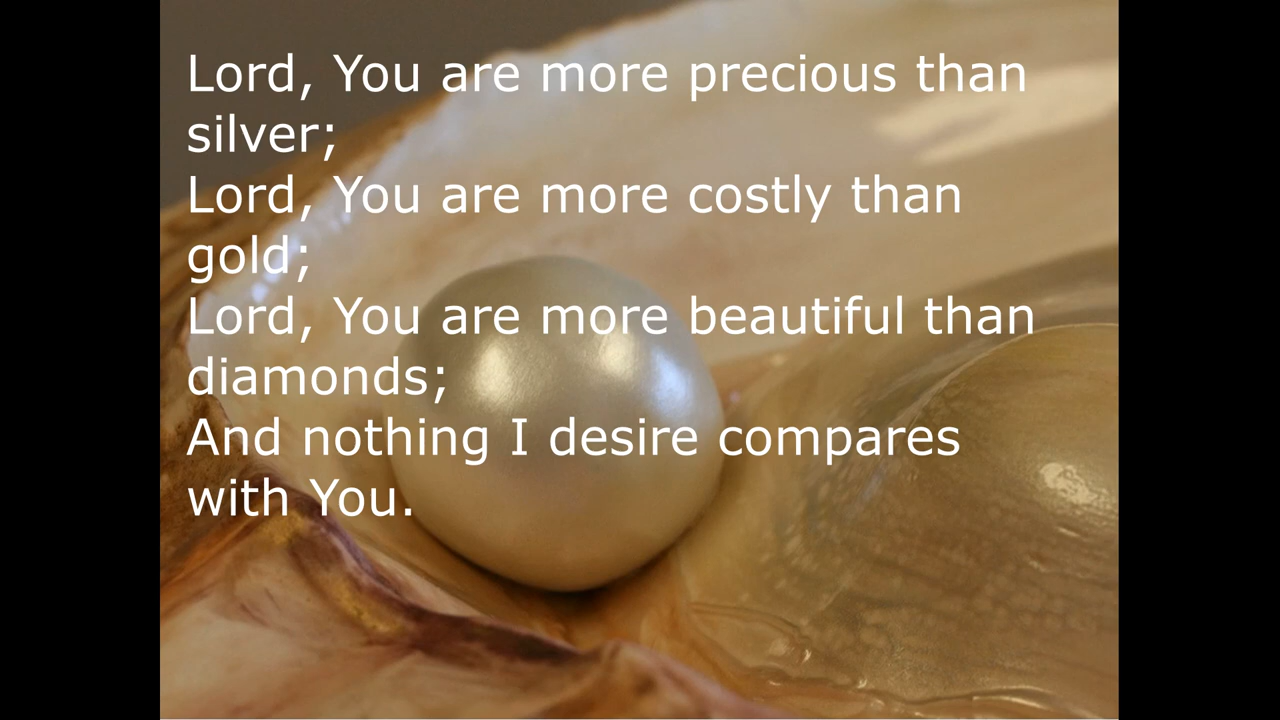 Lord, You are more precious than
silver;
Lord, You are more costly than
gold;
Lord, You are more beautiful than
diamonds;
And nothing I desire compares
with You.